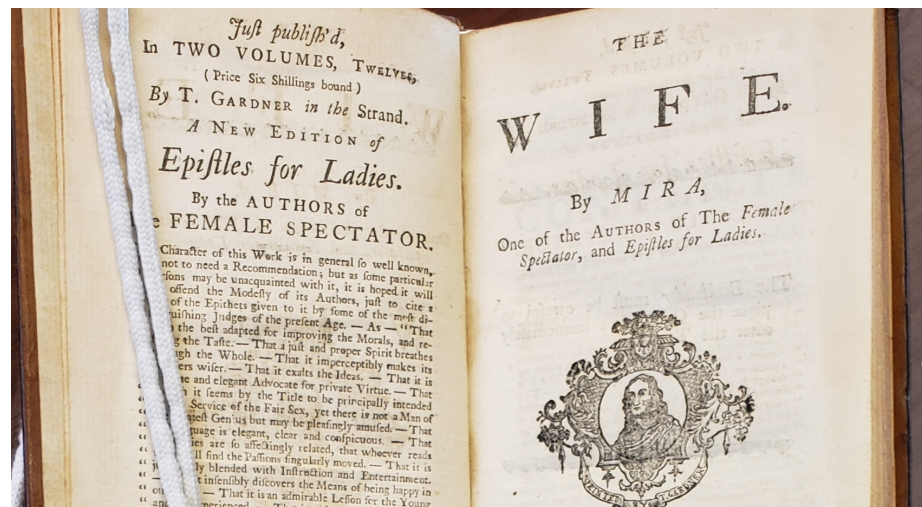 Juſt publiſh'd,
In TWO VOLUMES, TWELVES,
( Price Six Shillings bound )
By T. GARDNER in the Strand.
A NEW EDITION of
Epiſtles for Ladies.
By the AUTHORS of
FEMALE SPECTATOR.
Character of this Work is in general ſo well known,
not to need a Recommendation; but as ſome particular
may be unacquainted with it, it is hoped it will
offend the Modeſty of its Authors, juſt to cite a
of the Epithets given to it by ſome of the moſt di-
Judges of the preſent Age. — As — "That
the beſt adapted for improving the Morals, and re-
the Taſte. — That a juſt and proper Spirit breathes
the Whole. — That it imperceptibly makes its
wiſer. — That it exalts the Ideas. — That it is
and elegant Advocate for private Virtue. — That
it ſeems by the Title to be principally intended
" Service of the Fair Sex, yet there is not a Man of
" Genius but may be pleaſingly amuſed. — That
" is elegant, clear and conſpicuous. — That
" are ſo affectingly related, that whoever reads
" find the Paſſions ſingularly moved. — That it is
" blended with Inſtruction and Entertainment.
" inſenſibly diſcovers the Means of being happy in
" — That it is an admirable Leſſon for the Young
THE
WIFE.
By MIRA,
One of the AUTHORS of The Female
Spectator, and Epiſtles for Ladies.
PRINTED BY T. GARDNER